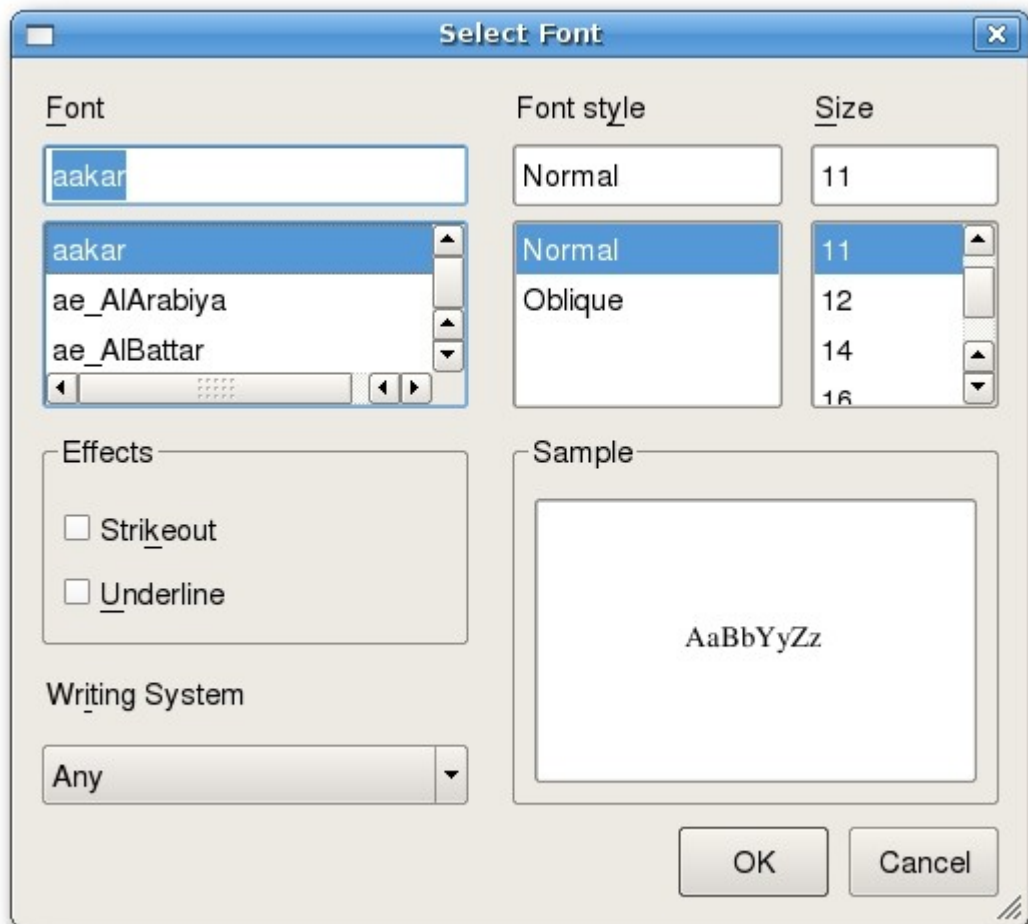 Select Font
Font
Font style
Size
aakar
Normal
11
aakar
Normal
11
ae_AlArabiya
Oblique
12
ae_AlBattar
14
16
Effects
Sample
Strikeout
Underline
AaBbYyZz
Writing System
Any
OK
Cancel